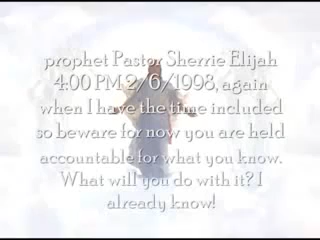 prophet Pastor Sherrie Elijah
4:00 PM 2/6/1998, again
when I have the time included
so beware for now you are held
accountable for what you know.
What will you do with it? I
already know!